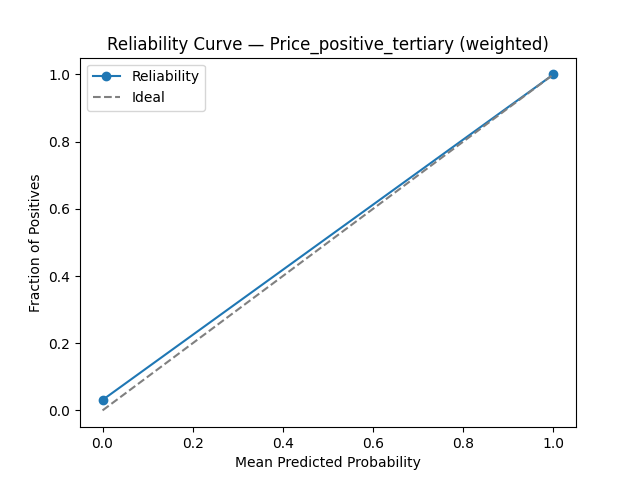 Reliability Curve — Price_positive_tertiary (weighted)
Reliability
Ideal
Fraction of Positives
1.0
0.8
0.6
0.4
0.2
0.0
0.0 0.2 0.4 0.6 0.8 1.0
Mean Predicted Probability